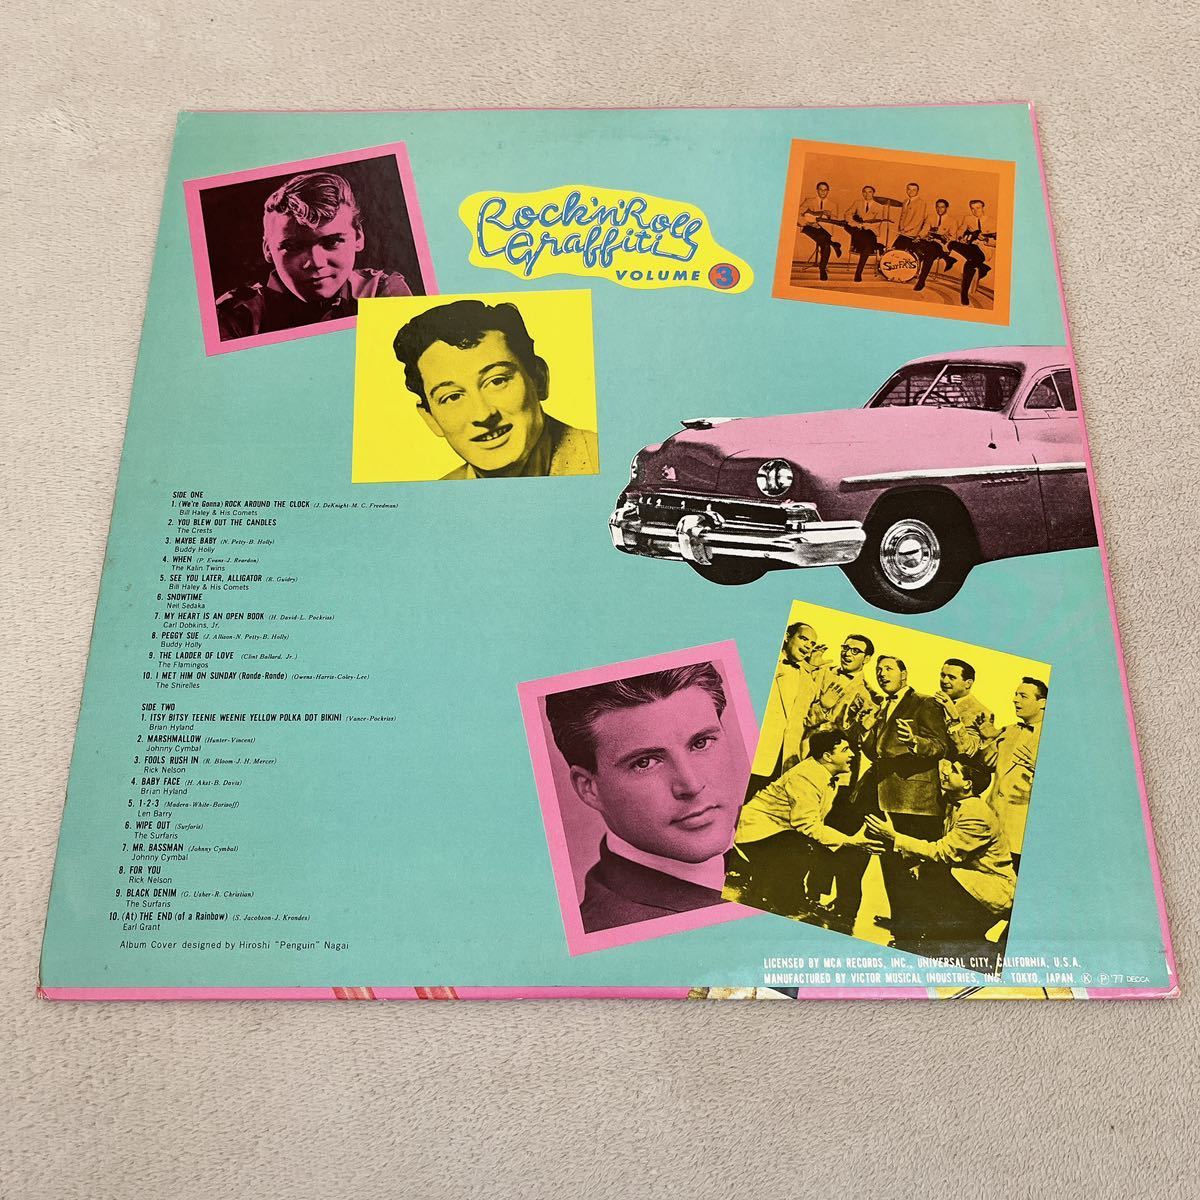 Rock'n'Roll
Graffiti
VOLUME 3
SURFARIS
SIDE ONE
1. (We're Gonna) ROCK AROUND THE CLOCK (J. DeKnight-M. C. Freedman)
Bill Haley & His Comets
2. YOU BLEW OUT THE CANDLES
The Crests
3. MAYBE BABY (N. Petty-B. Holly)
Buddy Holly
4. WHEN (P. Evans-J. Reardon)
The Kalin Twins
5. SEE YOU LATER, ALLIGATOR (R. Guidry)
Bill Haley & His Comets
6. SNOWTIME
Neil Sedaka
7. MY HEART IS AN OPEN BOOK (H. David-L. Pockriss)
Carl Dobkins, Jr.
8. PEGGY SUE (J. Allison-N. Petty-B. Holly)
Buddy Holly
9. THE LADDER OF LOVE (Clint Ballard, Jr.)
The Flamingos
10. I MET HIM ON SUNDAY (Ronde-Ronde) (Owens-Harris-Coley-Lee)
The Shirelles
SIDE TWO
1. ITSY BITSY TEENIE WEENIE YELLOW POLKA DOT BIKINI (Vance-Pockriss)
Brian Hyland
2. MARSHMALLOW (Hunter-Vincent)
Johnny Cymbal
3. FOOLS RUSH IN (R. Bloom-J. H. Mercer)
Rick Nelson
4. BABY FACE (H. Akst-B. Davis)
Brian Hyland
5. 1-2-3 (Madera-White-Borisoff)
Len Barry
6. WIPE OUT (Surfaris)
The Surfaris
7. MR. BASSMAN (Johnny Cymbal)
Johnny Cymbal
8. FOR YOU
Rick Nelson
9. BLACK DENIM (G. Usher-R. Christian)
The Surfaris
10. (At) THE END (of a Rainbow) (S. Jacobson-J. Krondes)
Earl Grant
Album Cover designed by Hiroshi "Penguin" Nagai
LICENSED BY MCA RECORDS, INC., UNIVERSAL CITY, CALIFORNIA, U.S.A.
MANUFACTURED BY VICTOR MUSICAL INDUSTRIES, INC., TOKYO, JAPAN. Ⓚ Ⓟ '77 DECCA